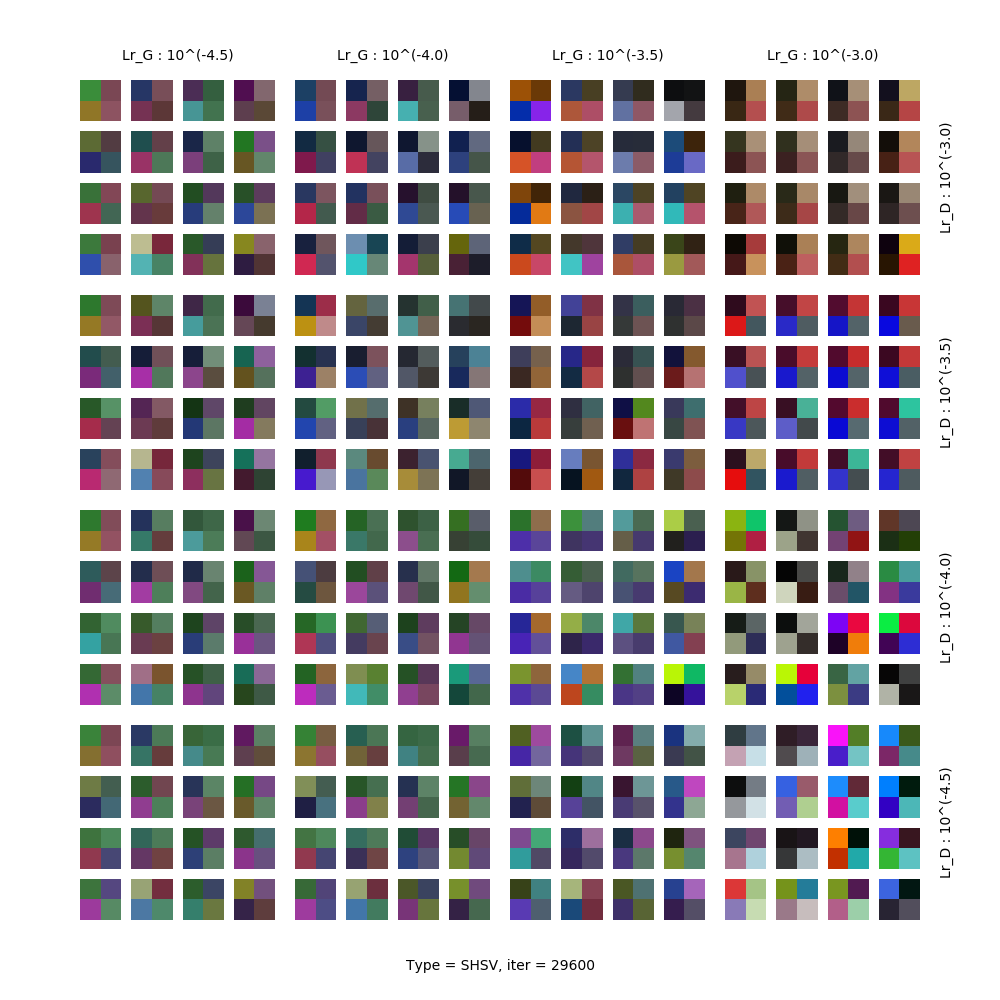 Lr_G : 10^(-4.5)
Lr_G : 10^(-4.0)
Lr_G : 10^(-3.5)
Lr_G : 10^(-3.0)
Lr_D : 10^(-3.0)
Lr_D : 10^(-3.5)
Lr_D : 10^(-4.0)
Lr_D : 10^(-4.5)
Type = SHSV, iter = 29600